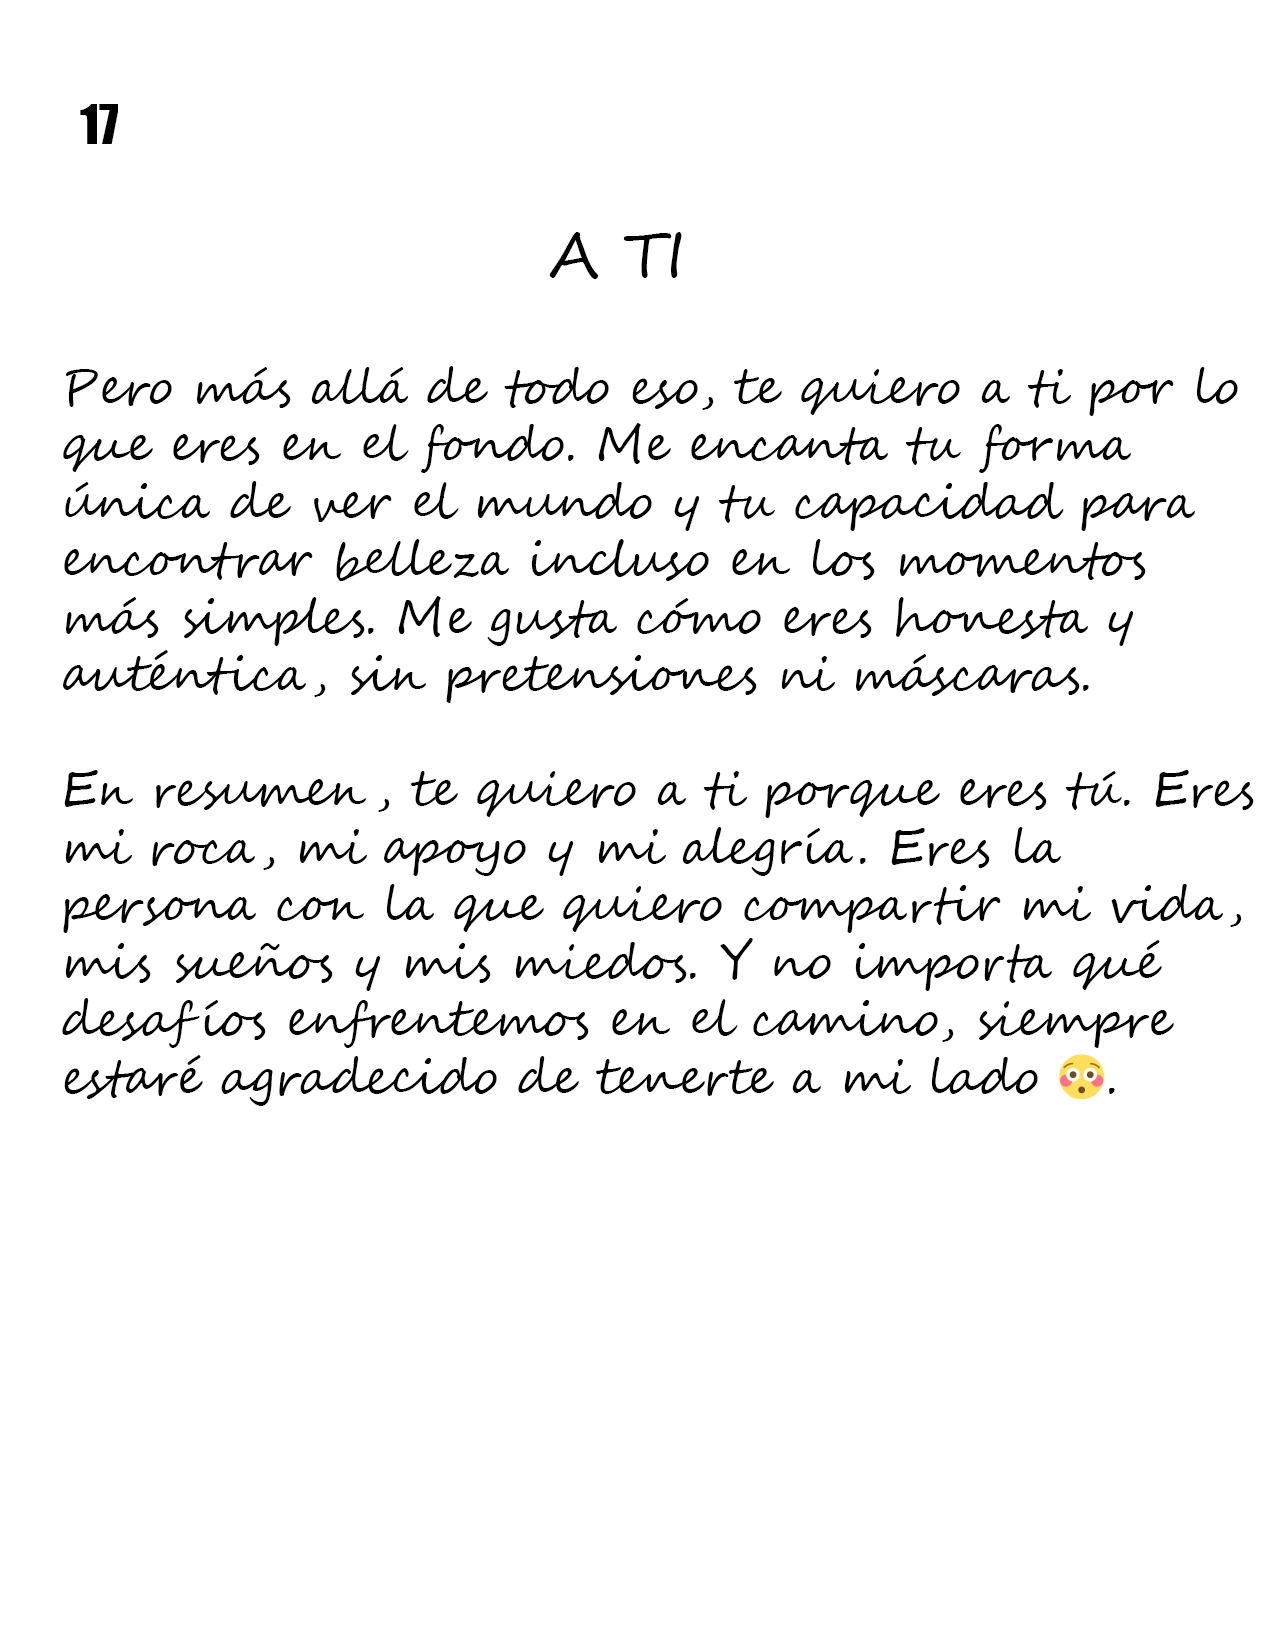 17
A TI
Pero más allá de todo eso, te quiero a ti por lo
que eres en el fondo. Me encanta tu forma
única de ver el mundo y tu capacidad para
encontrar belleza incluso en los momentos
más simples. Me gusta cómo eres honesta y
auténtica, sin pretensiones ni máscaras.
En resumen, te quiero a ti porque eres tú. Eres
mi roca, mi apoyo y mi alegría. Eres la
persona con la que quiero compartir mi vida,
mis sueños y mis miedos. Y no importa qué
desafíos enfrentemos en el camino, siempre
estaré agradecido de tenerte a mi lado 😳.